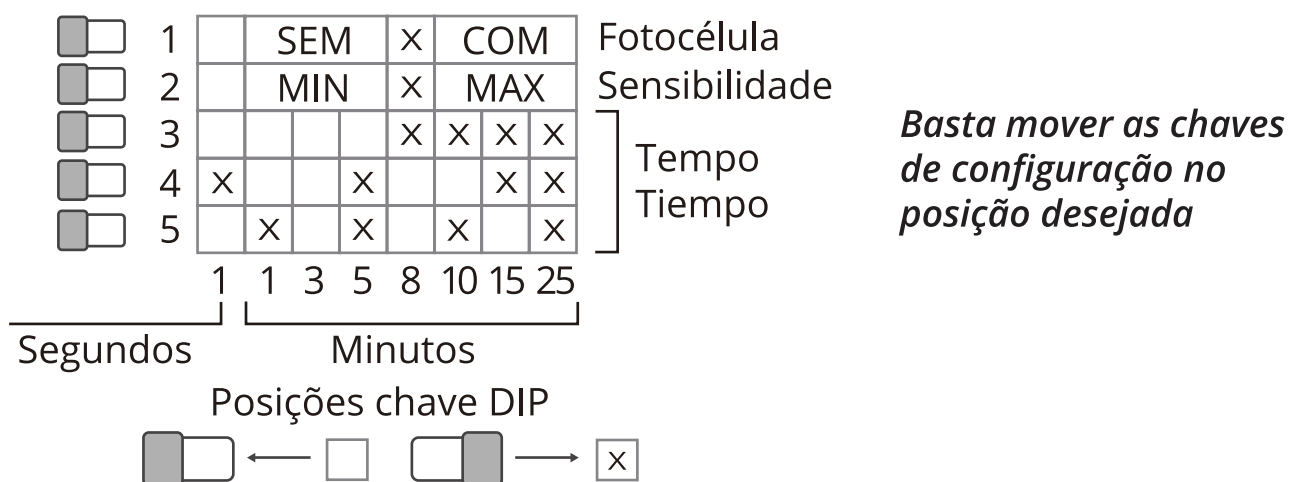 1 SEM x COM Fotocélula
2 MIN x MAX Sensibilidade
3 x x x x
4 x x x x
5 x x x x
Tempo
Tiempo
1 1 3 5 8 10 15 25
Segundos Minutos
Posições chave DIP
x
Basta mover as chaves
de configuração no
posição desejada